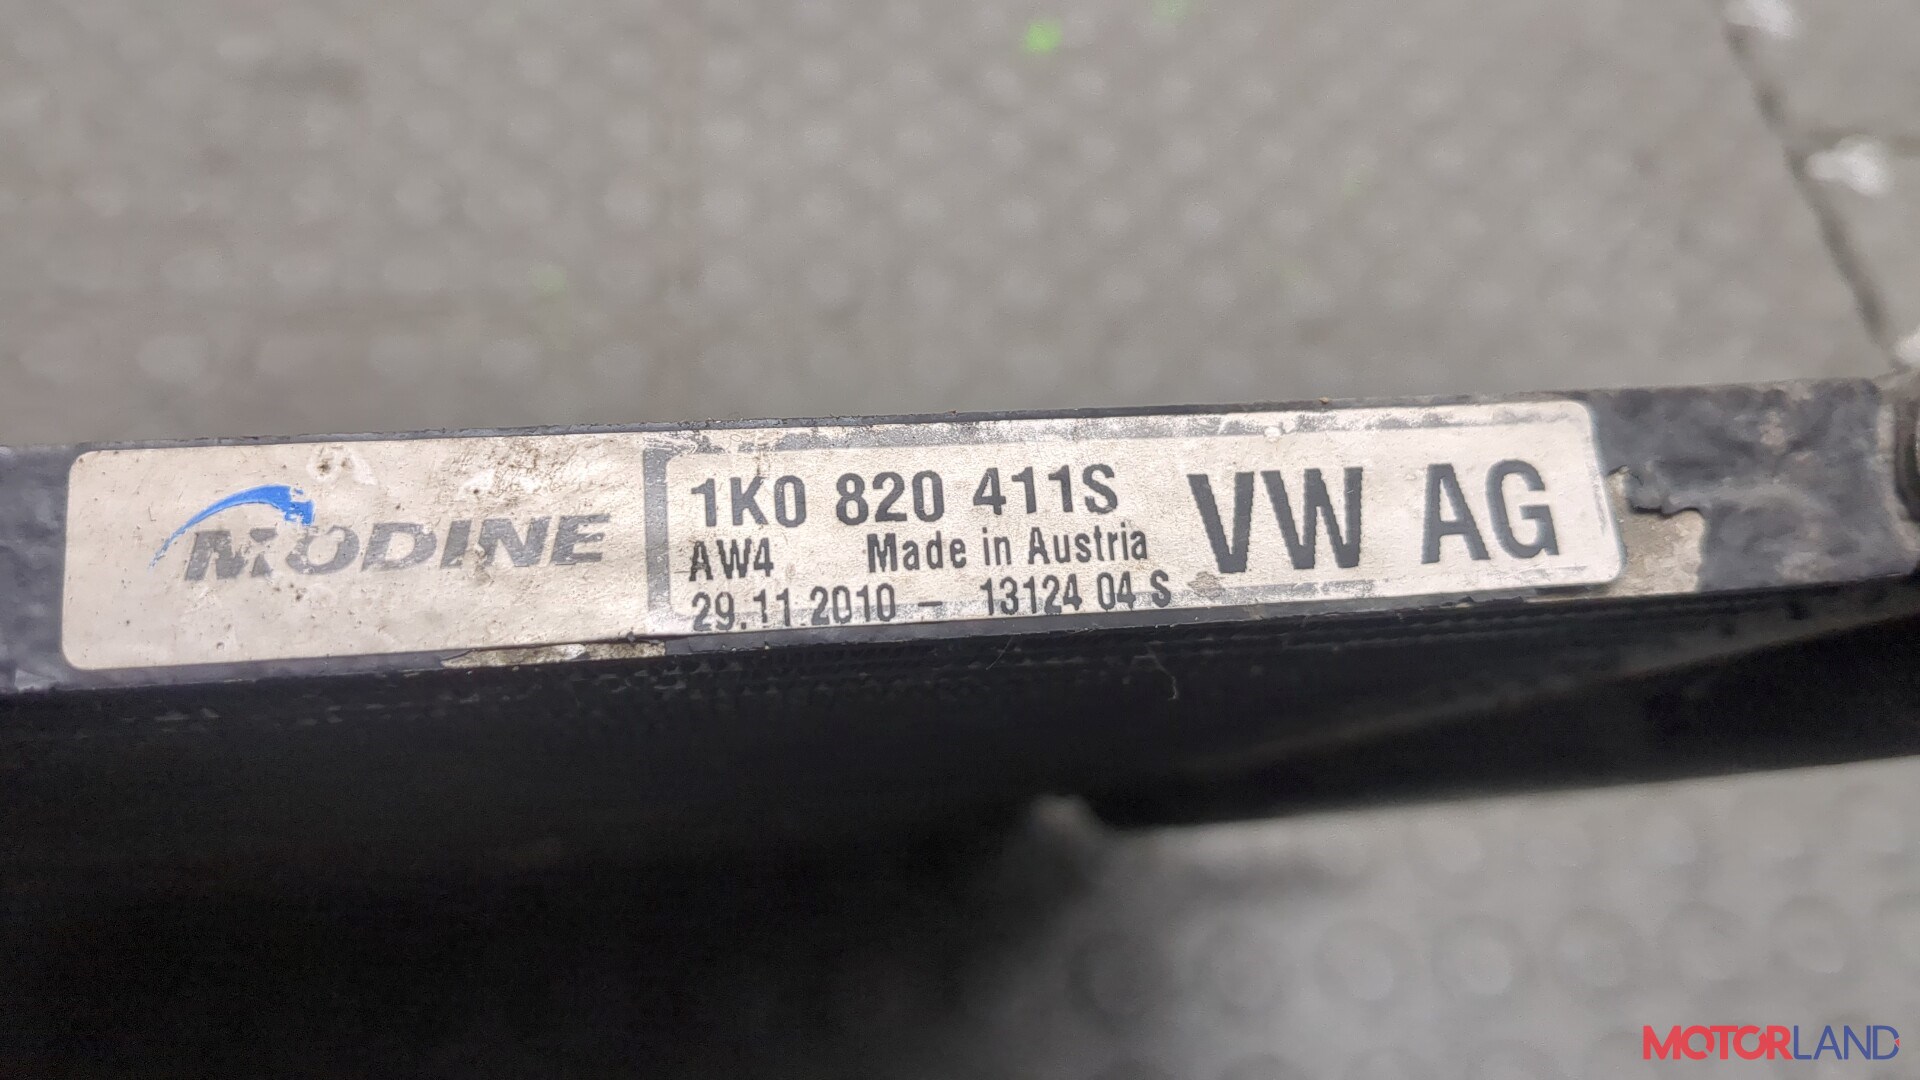 MODINE
1K0 820 411S
AW4 Made in Austria
29.11.2010 – 13124 04 S
VW AG
MOTORLAND